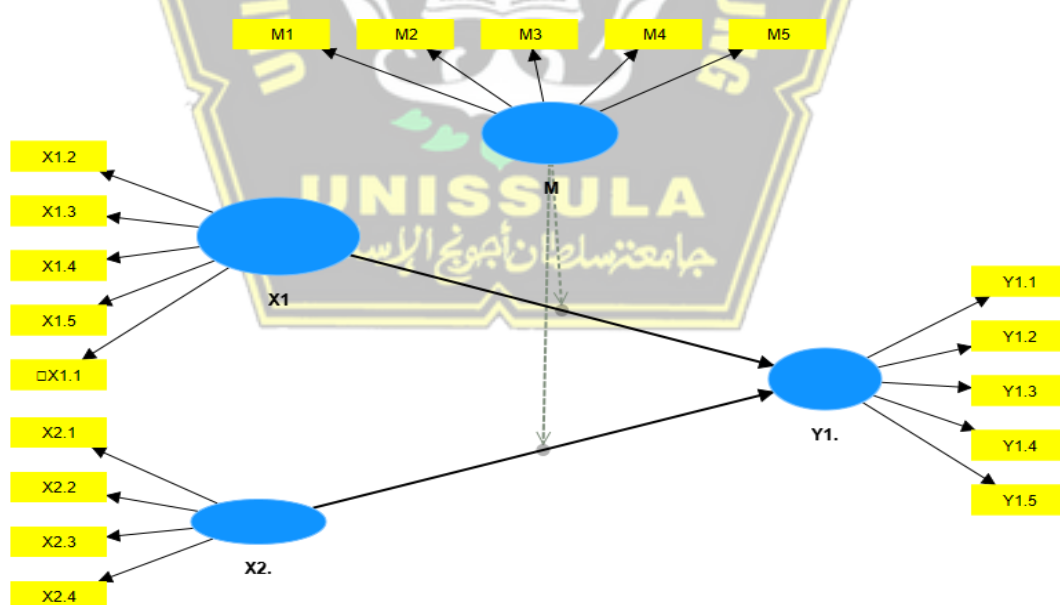 M1
M2
M3
M4
M5
M
X1.2
X1.3
X1.4
X1.5
□X1.1
X1
X2.1
X2.2
X2.3
X2.4
X2.
Y1.1
Y1.2
Y1.3
Y1.4
Y1.5
Y1.
UNISSULA